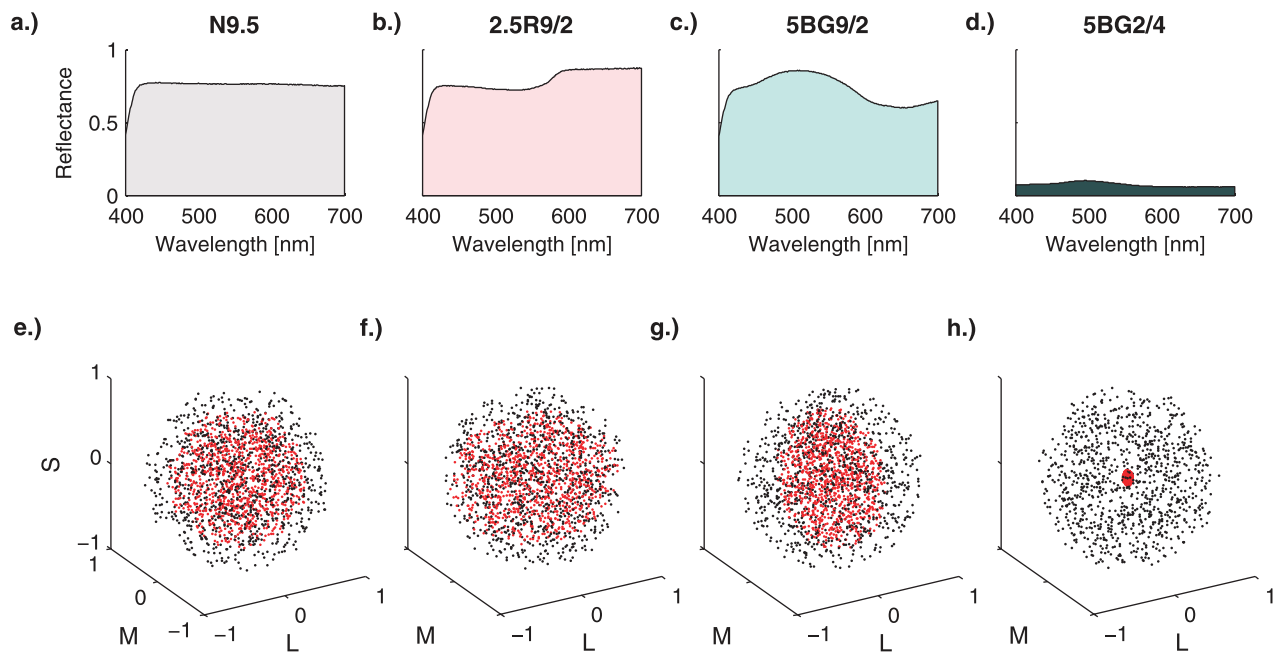 a.) N9.5 b.) 2.5R9/2 c.) 5BG9/2 d.) 5BG2/4
1
0.5
0
Reflectance
400 500 600 700 400 500 600 700 400 500 600 700 400 500 600 700
Wavelength [nm] Wavelength [nm] Wavelength [nm] Wavelength [nm]
e.) f.) g.) h.)
1
S 0
−1
1
0 1 1 1 1
−1 −1 0 −1 0 −1 0 −1 0
M L M L M L M L